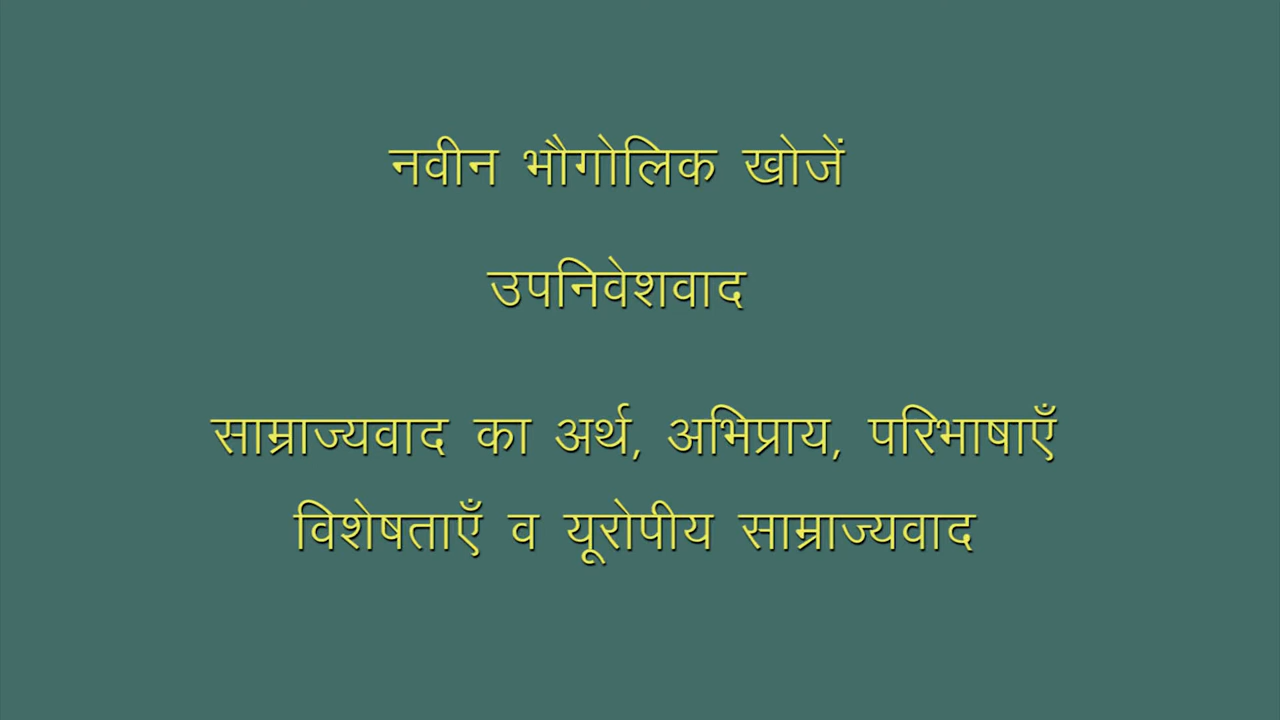 नवीन भौगोलिक खोजें
उपनिवेशवाद
साम्राज्यवाद का अर्थ, अभिप्राय, परिभाषाएँ
विशेषताएँ व यूरोपीय साम्राज्यवाद